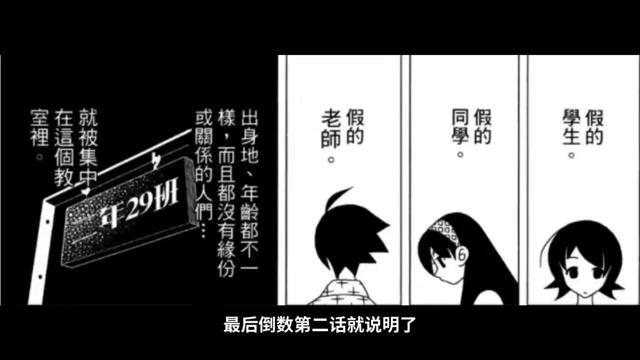 假的
學生。
假的
同學。
假的
老師。
出身地、年齡都不一
樣，而且都沒有緣份
或關係的人們…
就被集中
在這個教
室裡。
一年29班
最后倒数第二话就说明了